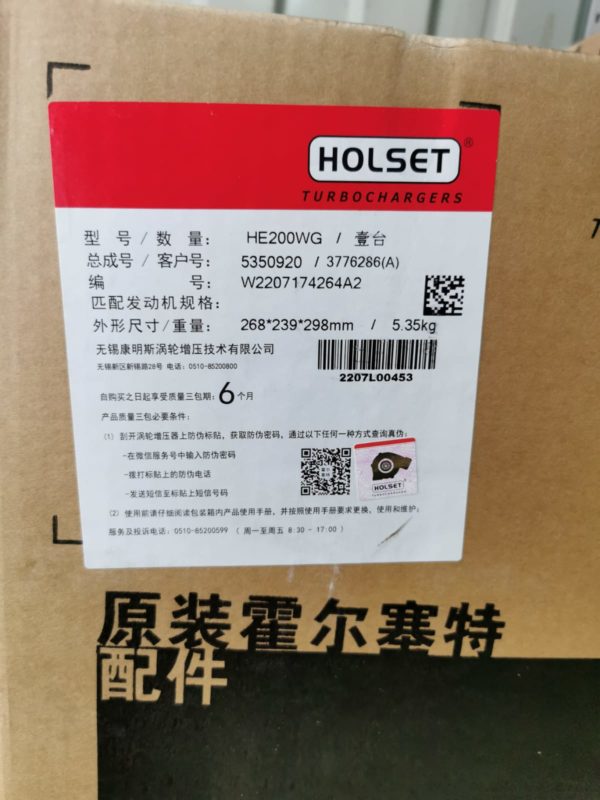 HOLSET®
TURBOCHARGERS
型 号 / 数 量: HE200WG / 壹台
总成号 / 客户号: 5350920 / 3776286(A)
编 号: W2207174264A2
匹配发动机规格:
外形尺寸/重量: 268*239*298mm / 5.35kg
无锡康明斯涡轮增压技术有限公司
无锡新区新锡路28号 电话: 0510-85200800
2207L00453
自购买之日起享受质量三包期: 6个月
产品质量三包必要条件:
(1) 刮开涡轮增压器上防伪标贴，获取防伪密码，通过以下任何一种方式查询真伪:
-在微信服务号中输入防伪密码
-拨打标贴上的防伪电话
-发送短信至标贴上短信号码
HOLSET
TURBOCHARGERS
(2) 使用前请仔细阅读包装箱内产品使用手册，并按照使用手册要求更换、使用和维护;
服务及投诉电话: 0510-85200599 ( 周一至周五 8:30 - 17:00 )
原装霍尔塞特
配件